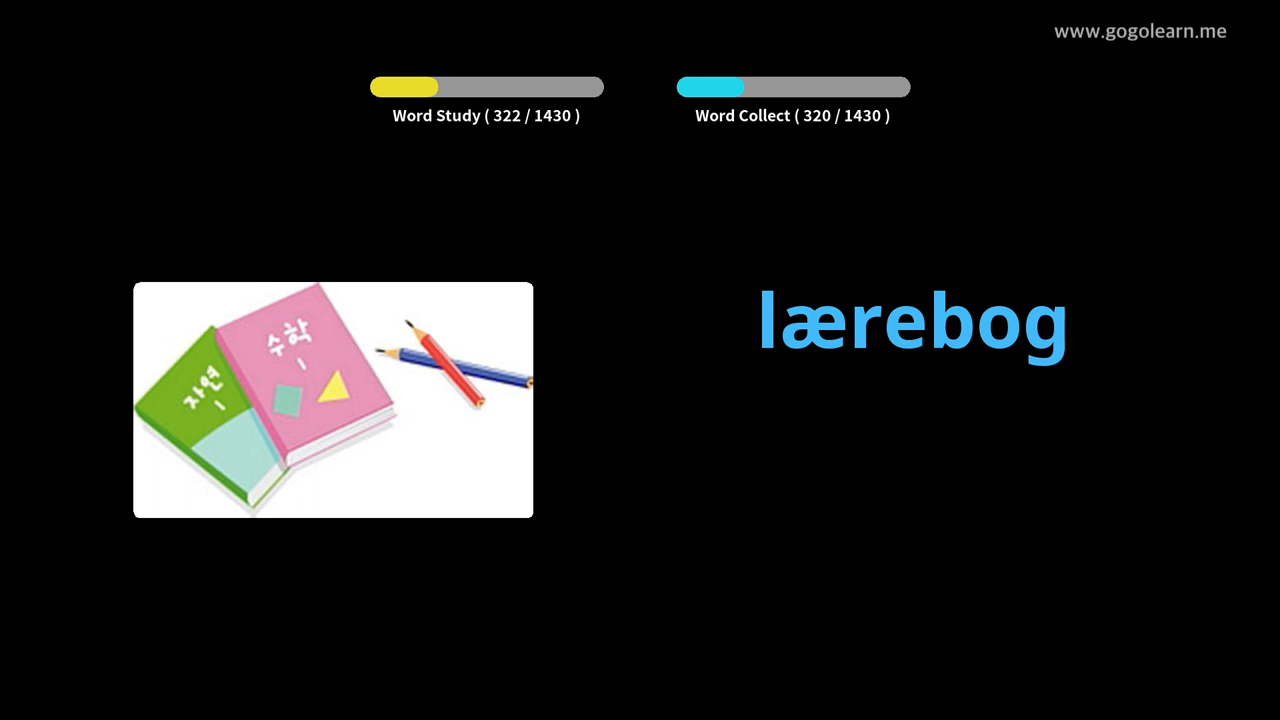 www.gogolearn.me
Word Study ( 322 / 1430 )
Word Collect ( 320 / 1430 )
자연
1
수학
1
lærebog